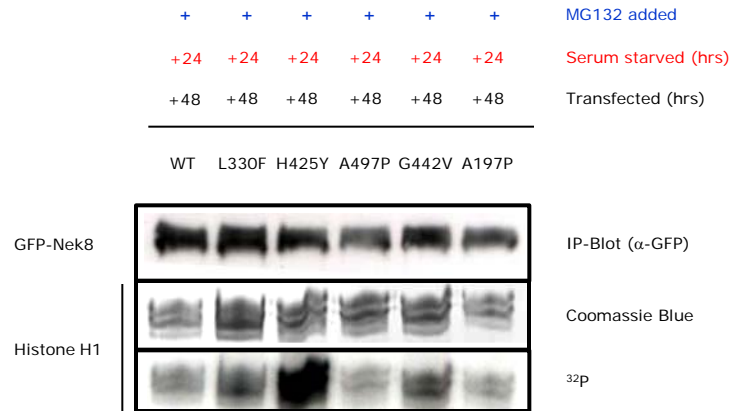 + + + + + + MG132 added
+24 +24 +24 +24 +24 +24 Serum starved (hrs)
+48 +48 +48 +48 +48 +48 Transfected (hrs)
WT L330F H425Y A497P G442V A197P
GFP-Nek8 IP-Blot (α-GFP)
Coomassie Blue
Histone H1
³²P